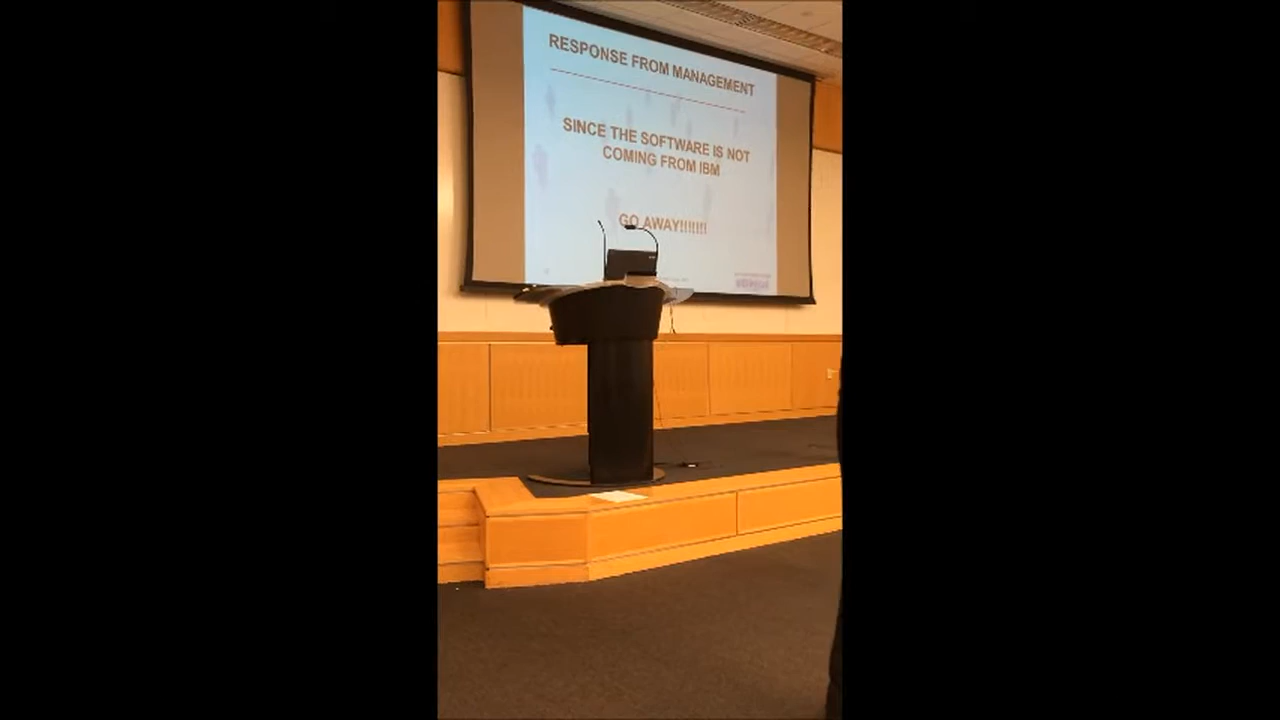 RESPONSE FROM MANAGEMENT
SINCE THE SOFTWARE IS NOT
COMING FROM IBM
GO AWAY!!!!!!!